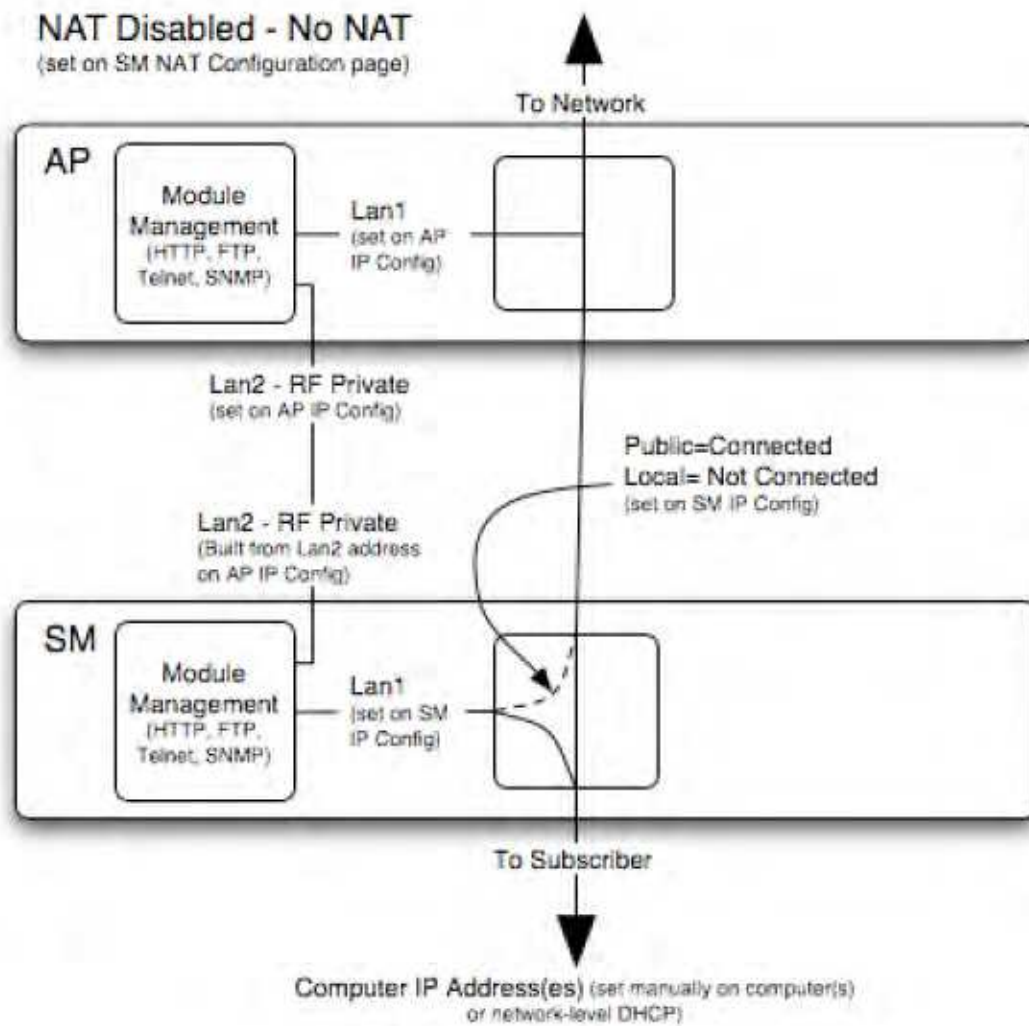 NAT Disabled - No NAT
(set on SM NAT Configuration page)
To Network
AP
Module
Management
(HTTP, FTP,
Telnet, SNMP)
Lan1
(set on AP
IP Config)
Lan2 - RF Private
(set on AP IP Config)
Public=Connected
Local= Not Connected
(set on SM IP Config)
Lan2 - RF Private
(Built from Lan2 address
on AP IP Config)
SM
Module
Management
(HTTP, FTP,
Telnet, SNMP)
Lan1
(set on SM
IP Config)
To Subscriber
Computer IP Address(es) (set manually on computer(s)
or network-level DHCP)